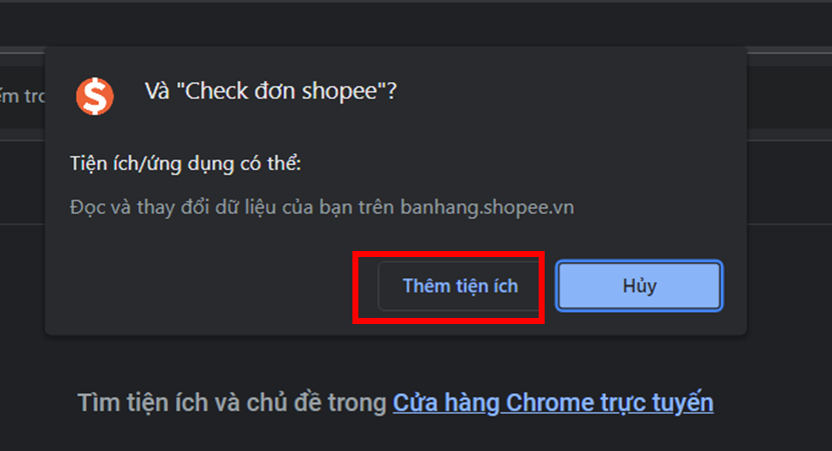 Và "Check đơn shopee"?
Tiện ích/ứng dụng có thể:
Đọc và thay đổi dữ liệu của bạn trên banhang.shopee.vn
Thêm tiện ích
Hủy
Tìm tiện ích và chủ đề trong Cửa hàng Chrome trực tuyến